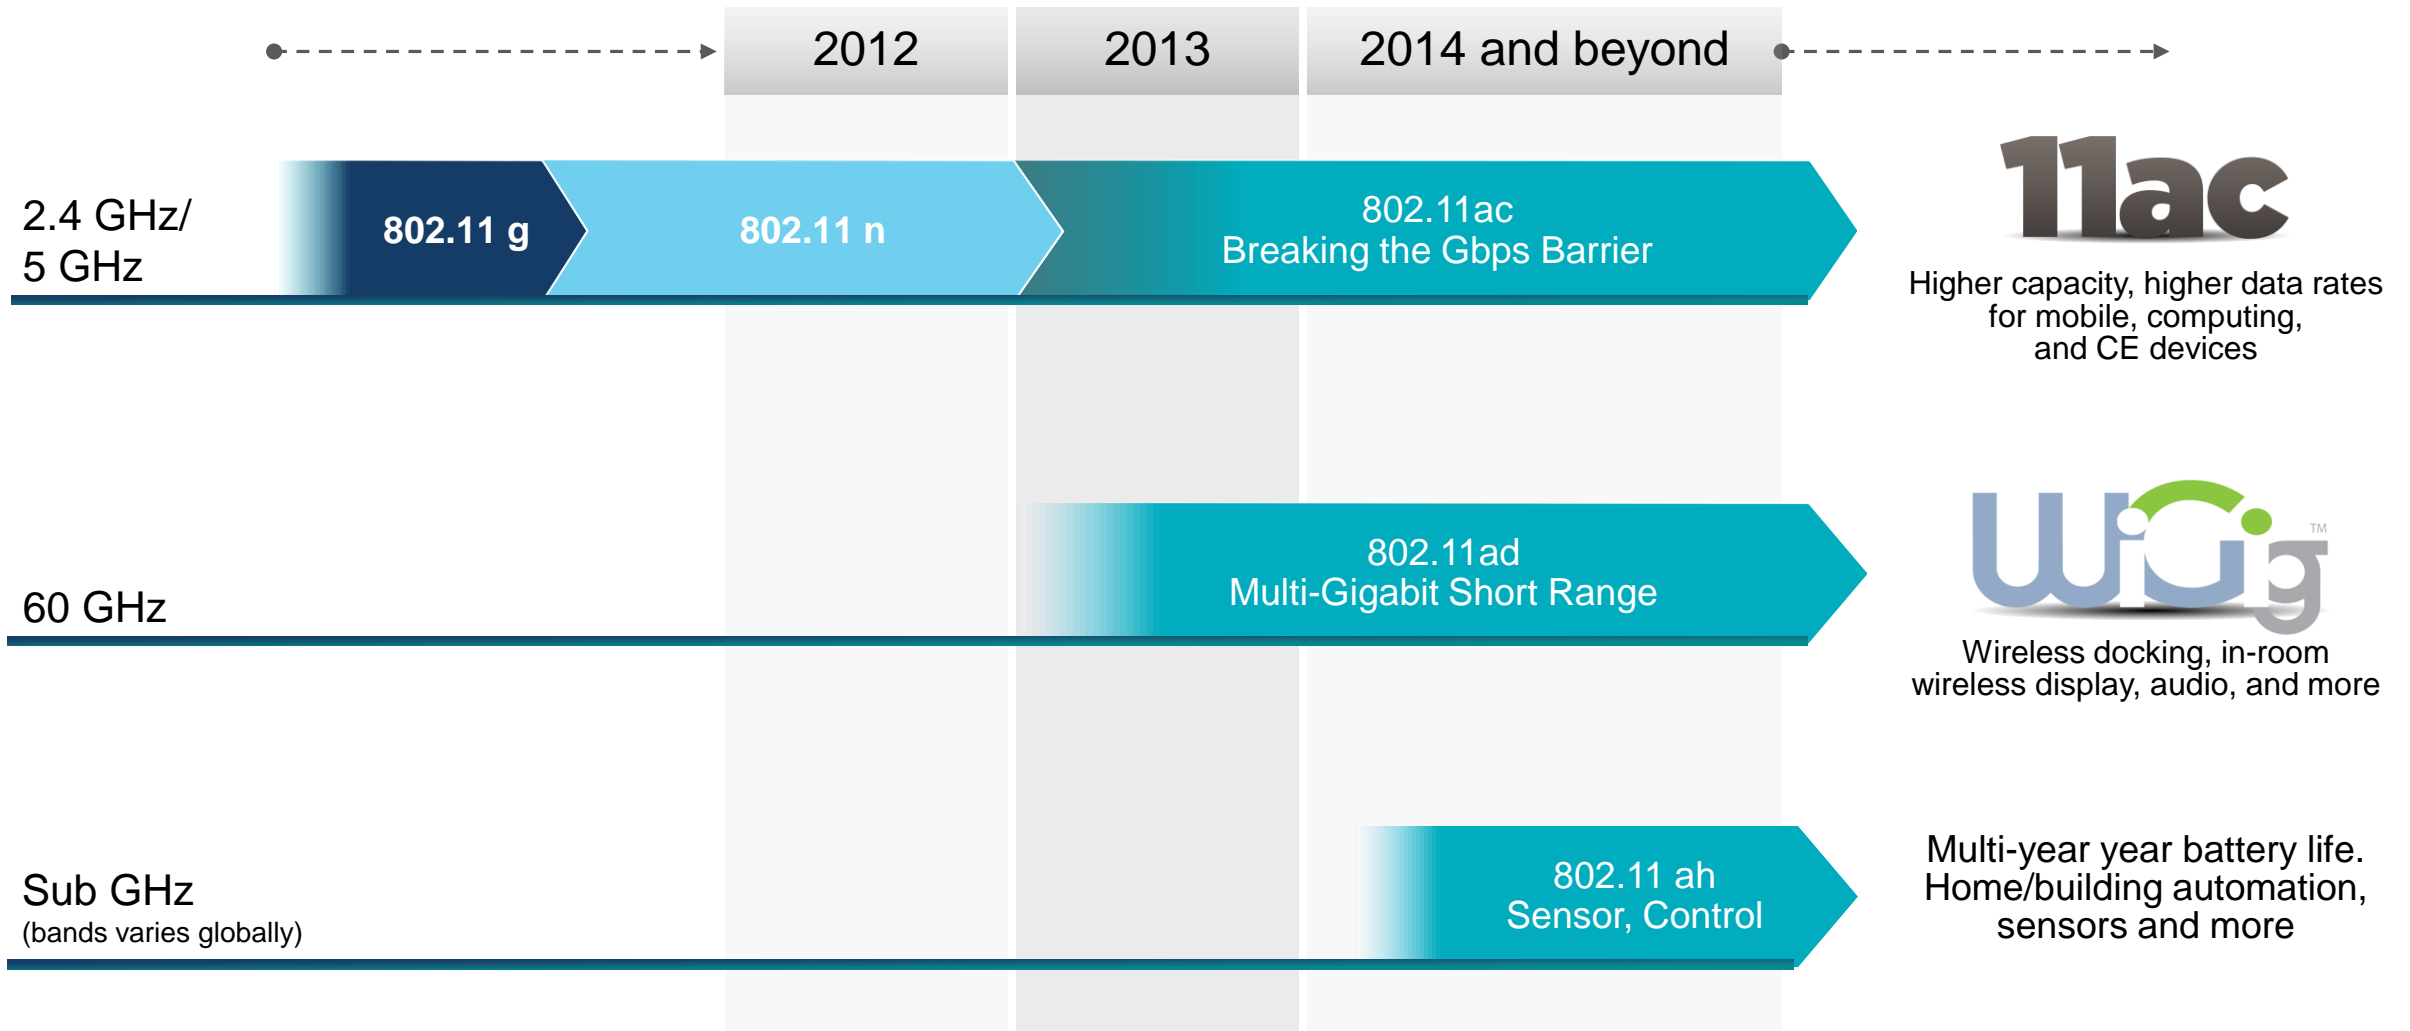 2012
2013
2014 and beyond
2.4 GHz/
5 GHz
802.11 g
802.11 n
802.11ac
Breaking the Gbps Barrier
11ac
Higher capacity, higher data rates
for mobile, computing,
and CE devices
60 GHz
802.11ad
Multi-Gigabit Short Range
WiGig™
Wireless docking, in-room
wireless display, audio, and more
Sub GHz
(bands varies globally)
802.11 ah
Sensor, Control
Multi-year year battery life.
Home/building automation,
sensors and more